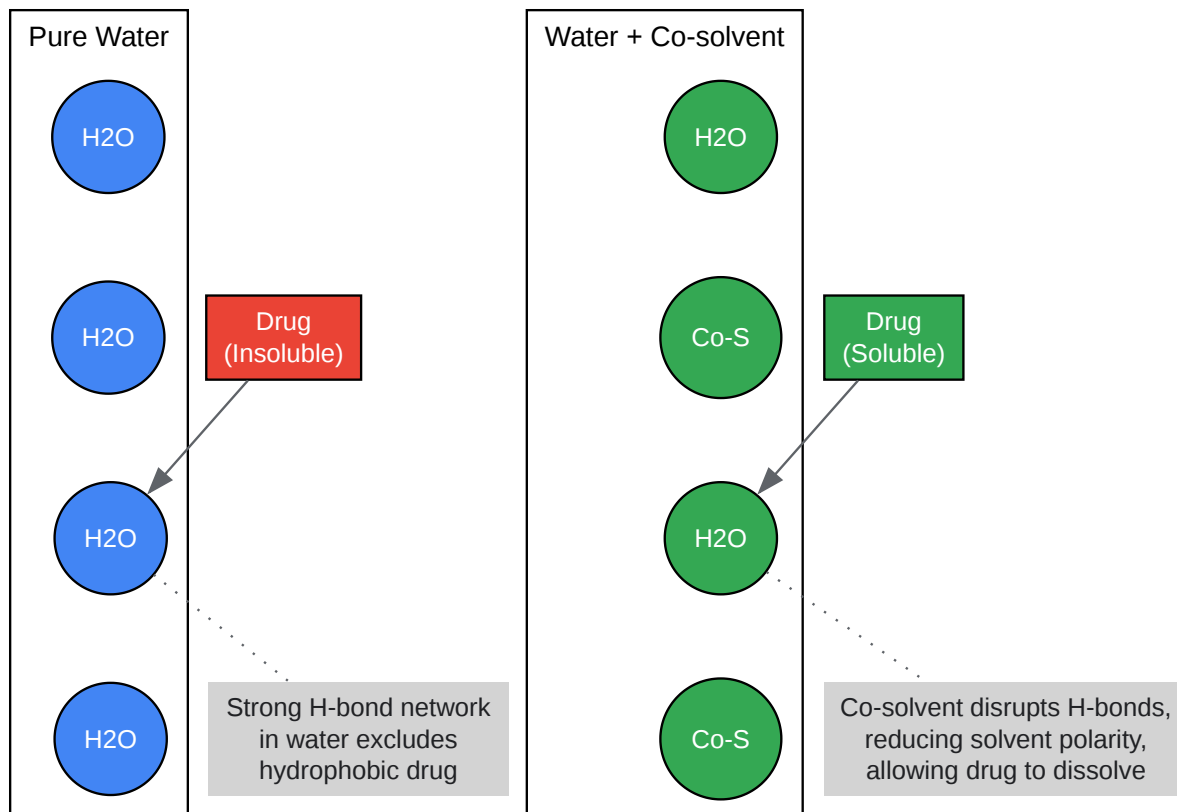 Pure Water
H2O
H2O
Drug
(Insoluble)
H2O
H2O
Strong H-bond network
in water excludes
hydrophobic drug
Water + Co-solvent
H2O
Co-S
Drug
(Soluble)
H2O
Co-S
Co-solvent disrupts H-bonds,
reducing solvent polarity,
allowing drug to dissolve